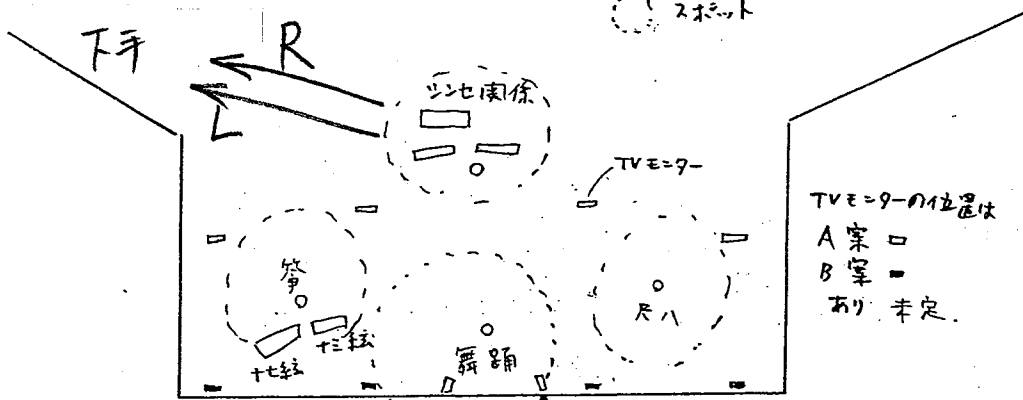 スポット
下手
R
L
シンセ関係
TVモニター
TVモニターの位置は
A案
B案
あり 未定.
箏
十三絃
十七絃
舞踊
尺八